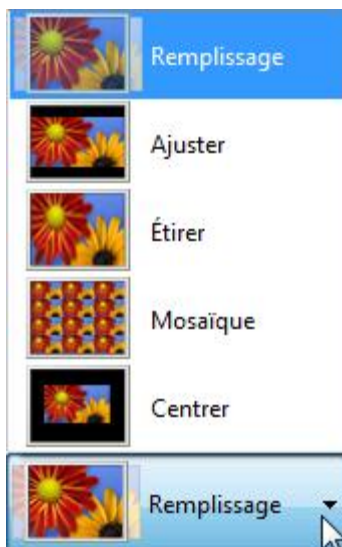 Remplissage
Ajuster
Étirer
Mosaïque
Centrer
Remplissage